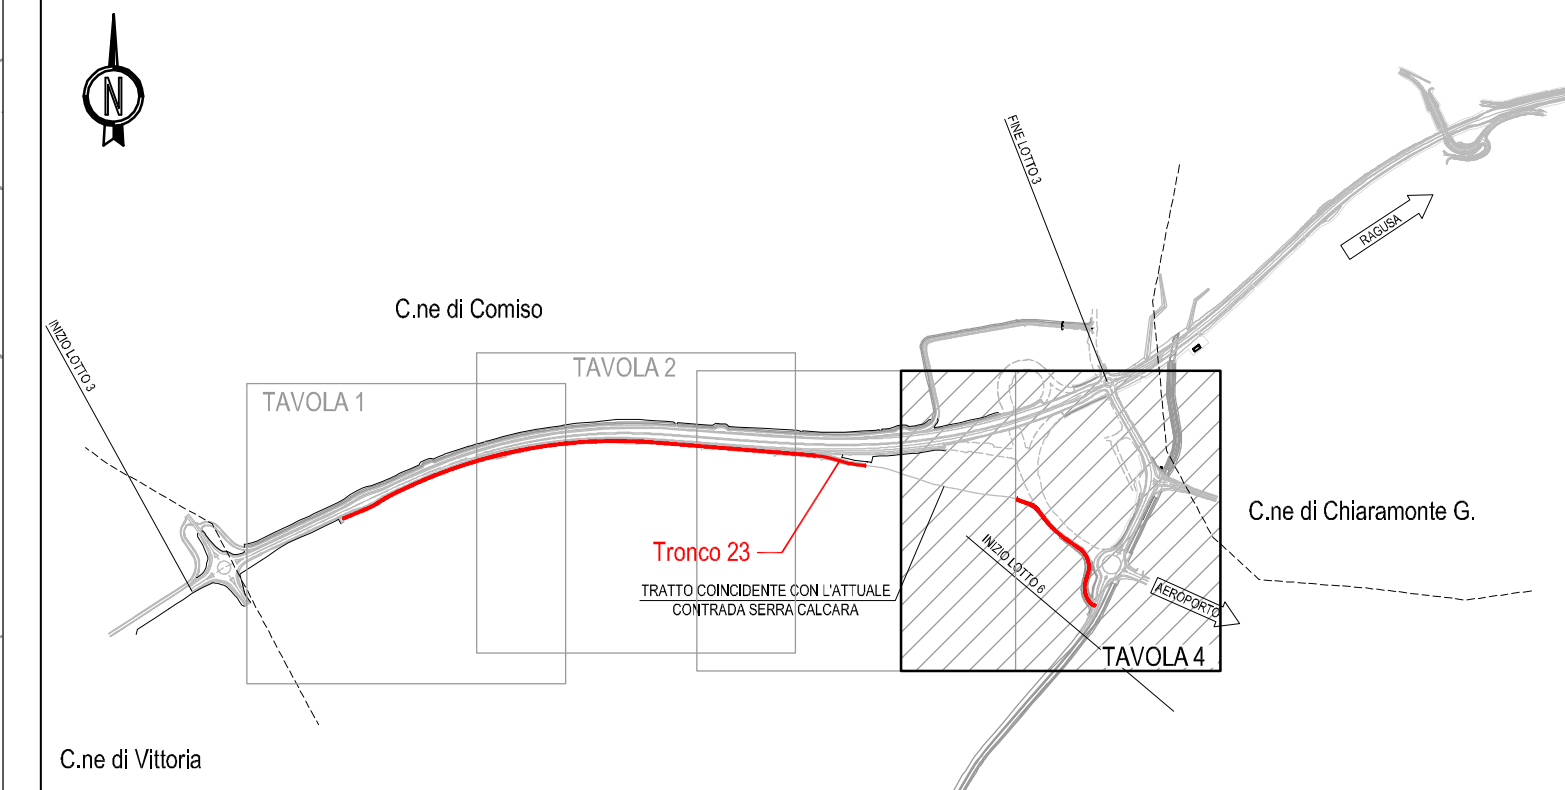 N
FINE LOTTO 3
RAGUSA
C.ne di Comiso
INIZIO LOTTO 3
TAVOLA 2
TAVOLA 1
C.ne di Chiaramonte G.
Tronco 23
INIZIO LOTTO 6
TRATTO COINCIDENTE CON L'ATTUALE
CONTRADA SERRA CALCARA
AEROPORTO
TAVOLA 4
C.ne di Vittoria